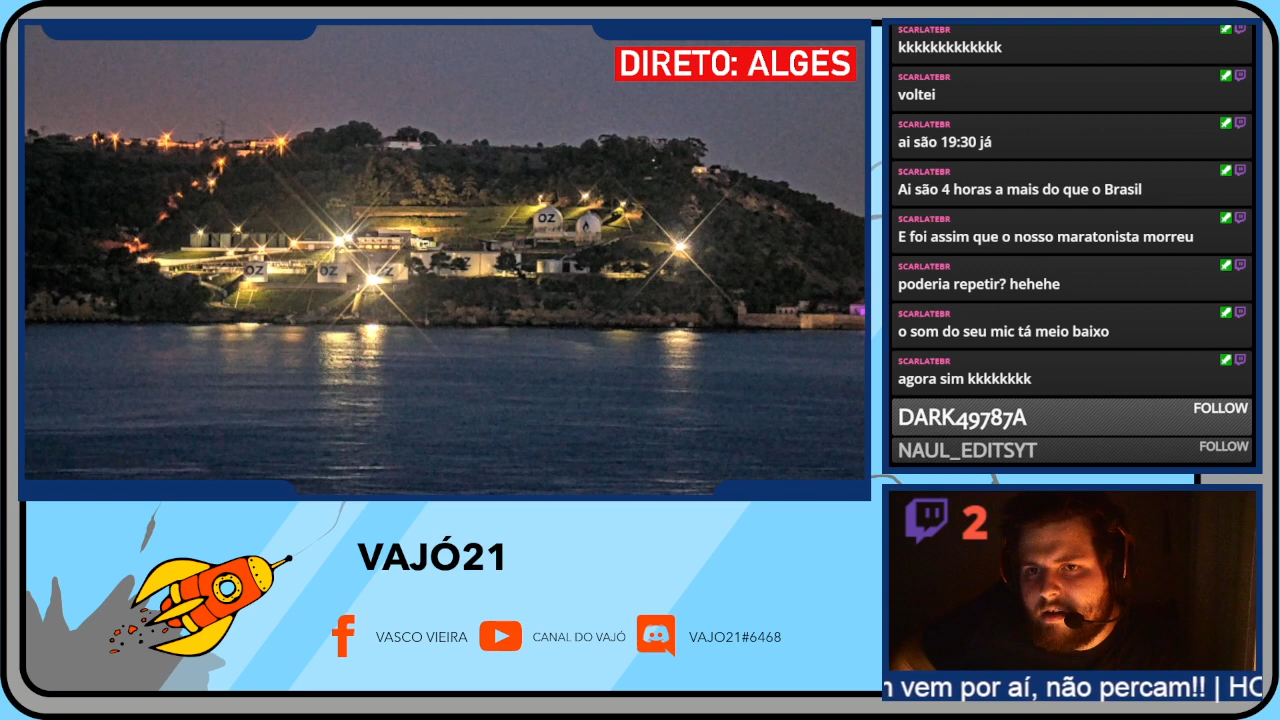 DIRETO: ALGÉS
OZ
OZ
OZ
OZ
SCARLATEBR
kkkkkkkkkkkkk
SCARLATEBR
voltei
SCARLATEBR
ai são 19:30 já
SCARLATEBR
Ai são 4 horas a mais do que o Brasil
SCARLATEBR
E foi assim que o nosso maratonista morreu
SCARLATEBR
poderia repetir? hehehe
SCARLATEBR
o som do seu mic tá meio baixo
SCARLATEBR
agora sim kkkkkkkk
DARK49787A FOLLOW
NAUL_EDITSYT FOLLOW
2
VAJÓ21
VASCO VIEIRA CANAL DO VAJÓ VAJO21#6468
vem por aí, não percam!! | HO